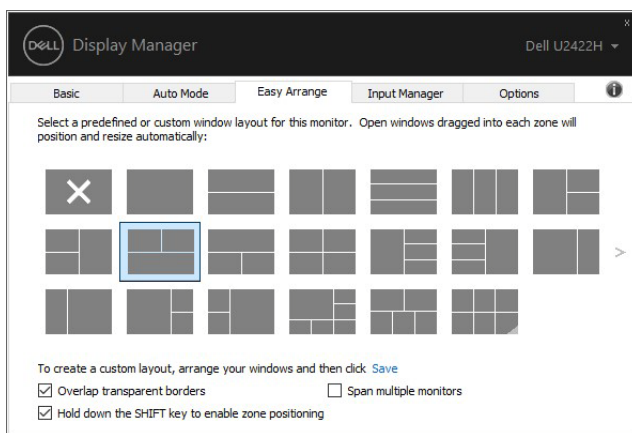 DELL Display Manager Dell U2422H
x
Basic Auto Mode Easy Arrange Input Manager Options
Select a predefined or custom window layout for this monitor. Open windows dragged into each zone will
position and resize automatically:
>
To create a custom layout, arrange your windows and then click Save
Overlap transparent borders Span multiple monitors
Hold down the SHIFT key to enable zone positioning